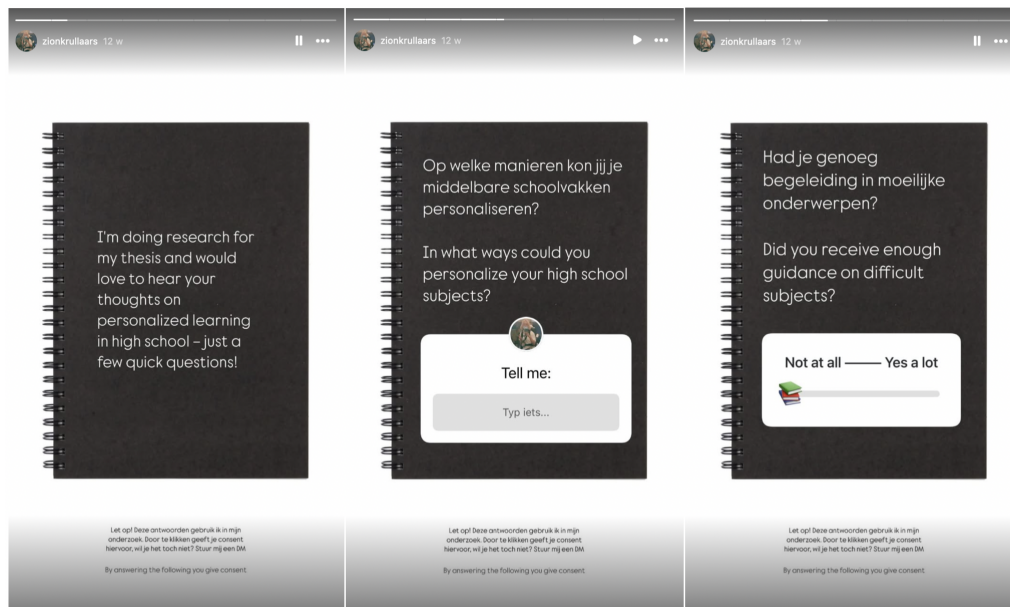 zionkrullaars 12 w
I'm doing research for
my thesis and would
love to hear your
thoughts on
personalized learning
in high school – just a
few quick questions!
Let op! Deze antwoorden gebruik ik in mijn
onderzoek. Door te klikken geeft je consent
hiervoor, wil je het toch niet? Stuur mij een DM
By answering the following you give consent
zionkrullaars 12 w
Op welke manieren kon jij je
middelbare schoolvakken
personaliseren?
In what ways could you
personalize your high school
subjects?
Tell me:
Typ iets...
Let op! Deze antwoorden gebruik ik in mijn
onderzoek. Door te klikken geeft je consent
hiervoor, wil je het toch niet? Stuur mij een DM
By answering the following you give consent
zionkrullaars 12 w
Had je genoeg
begeleiding in moeilijke
onderwerpen?
Did you receive enough
guidance on difficult
subjects?
Not at all ——— Yes a lot
Let op! Deze antwoorden gebruik ik in mijn
onderzoek. Door te klikken geeft je consent
hiervoor, wil je het toch niet? Stuur mij een DM
By answering the following you give consent